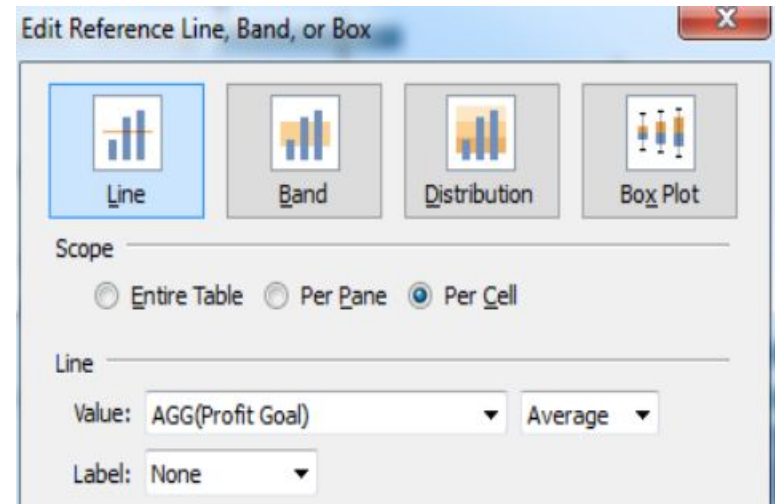 Edit Reference Line, Band, or Box
Line Band Distribution Box Plot
Scope
Entire Table Per Pane Per Cell
Line
Value: AGG(Profit Goal) Average
Label: None